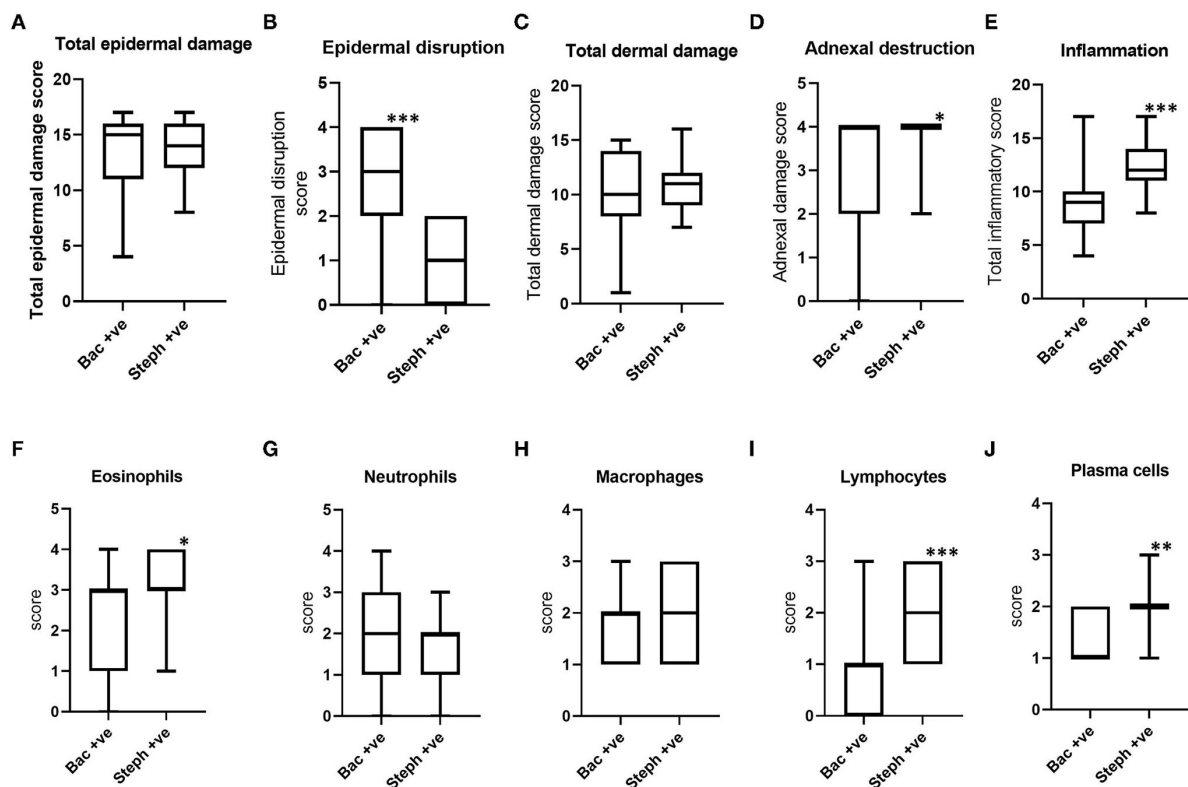 A
Total epidermal damage
Total epidermal damage score
20
15
10
5
0
Bac +ve
Steph +ve
B
Epidermal disruption
Epidermal disruption
score
5
4
3
2
1
0
***
Bac +ve
Steph +ve
C
Total dermal damage
Total dermal damage score
20
15
10
5
0
Bac +ve
Steph +ve
D
Adnexal destruction
Adnexal damage score
5
4
3
2
1
0
*
Bac +ve
Steph +ve
E
Inflammation
Total inflammatory score
20
15
10
5
0
***
Bac +ve
Steph +ve
F
Eosinophils
score
5
4
3
2
1
0
*
Bac +ve
Steph +ve
G
Neutrophils
score
5
4
3
2
1
0
Bac +ve
Steph +ve
H
Macrophages
score
4
3
2
1
0
Bac +ve
Steph +ve
I
Lymphocytes
score
4
3
2
1
0
***
Bac +ve
Steph +ve
J
Plasma cells
score
4
3
2
1
0
**
Bac +ve
Steph +ve